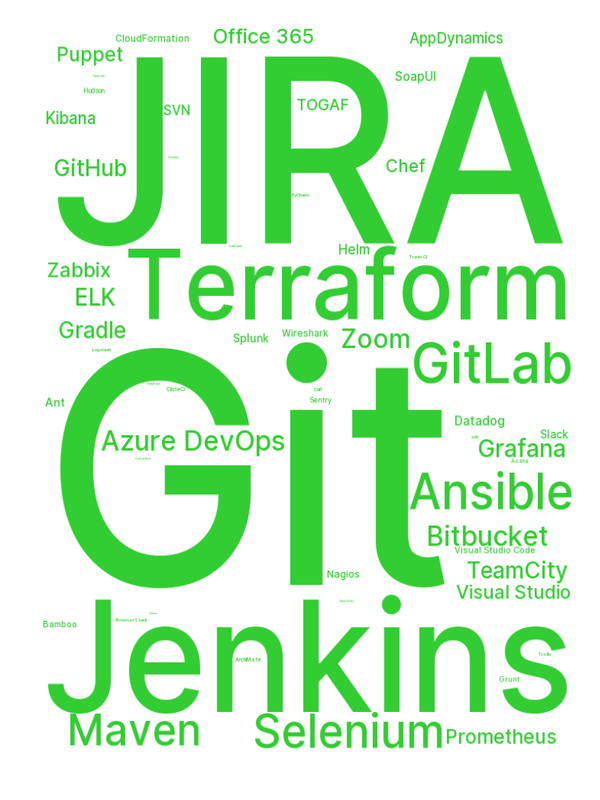 CloudFormation
Office 365
AppDynamics
Puppet
JIRA
SoapUI
Hudson
SVN
TOGAF
Kibana
GitHub
Chef
PyCharm
Terraform
Helm
Travis CI
Zabbix
ELK
Gradle
Splunk
Wireshark
Zoom
GitLab
Logstash
Git
CircleCI
Sentry
Ant
Azure DevOps
Datadog
Slack
Grafana
Ansible
Bitbucket
Visual Studio Code
TeamCity
Visual Studio
Nagios
Jenkins
Bamboo
ArchiMate
Trello
Grunt
Maven
Selenium
Prometheus